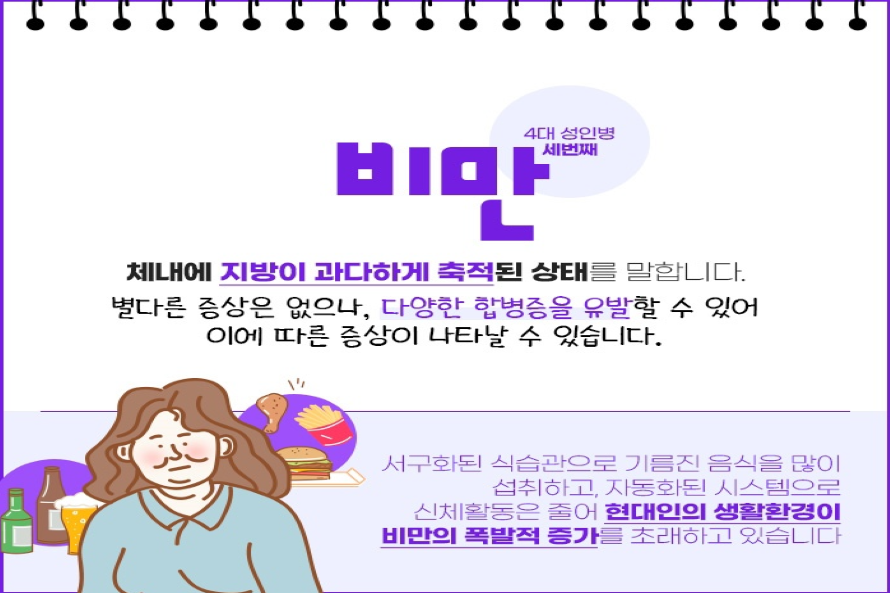 4대 성인병
세번째
비만
체내에 지방이 과다하게 축적된 상태를 말합니다.
별다른 증상은 없으나, 다양한 합병증을 유발할 수 있어
이에 따른 증상이 나타날 수 있습니다.
서구화된 식습관으로 기름진 음식을 많이
섭취하고, 자동화된 시스템으로
신체활동은 줄어 현대인의 생활환경이
비만의 폭발적 증가를 초래하고 있습니다